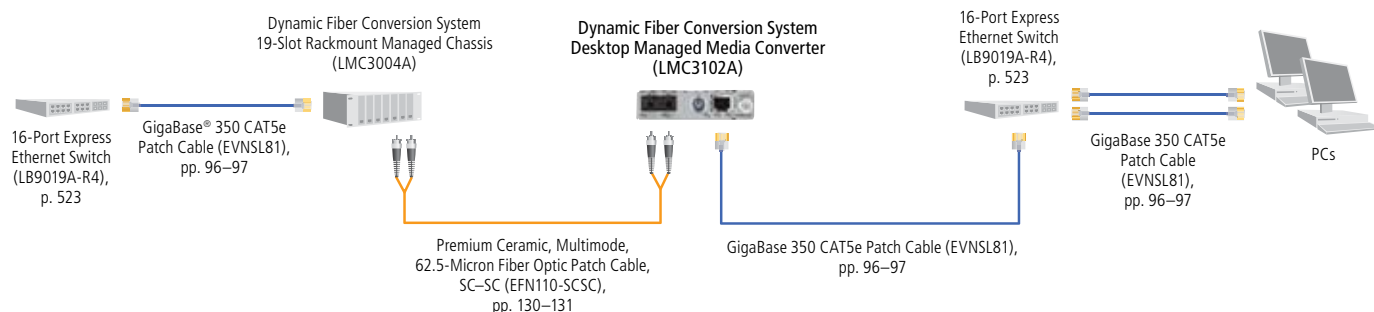 Dynamic Fiber Conversion System
19-Slot Rackmount Managed Chassis
(LMC3004A)
Dynamic Fiber Conversion System
Desktop Managed Media Converter
(LMC3102A)
16-Port Express
Ethernet Switch
(LB9019A-R4),
p. 523
16-Port Express
Ethernet Switch
(LB9019A-R4),
p. 523
GigaBase® 350 CAT5e
Patch Cable (EVNSL81),
pp. 96–97
GigaBase 350 CAT5e
Patch Cable
(EVNSL81),
pp. 96–97
PCs
Premium Ceramic, Multimode,
62.5-Micron Fiber Optic Patch Cable,
SC–SC (EFN110-SCSC),
pp. 130–131
GigaBase 350 CAT5e Patch Cable (EVNSL81),
pp. 96–97